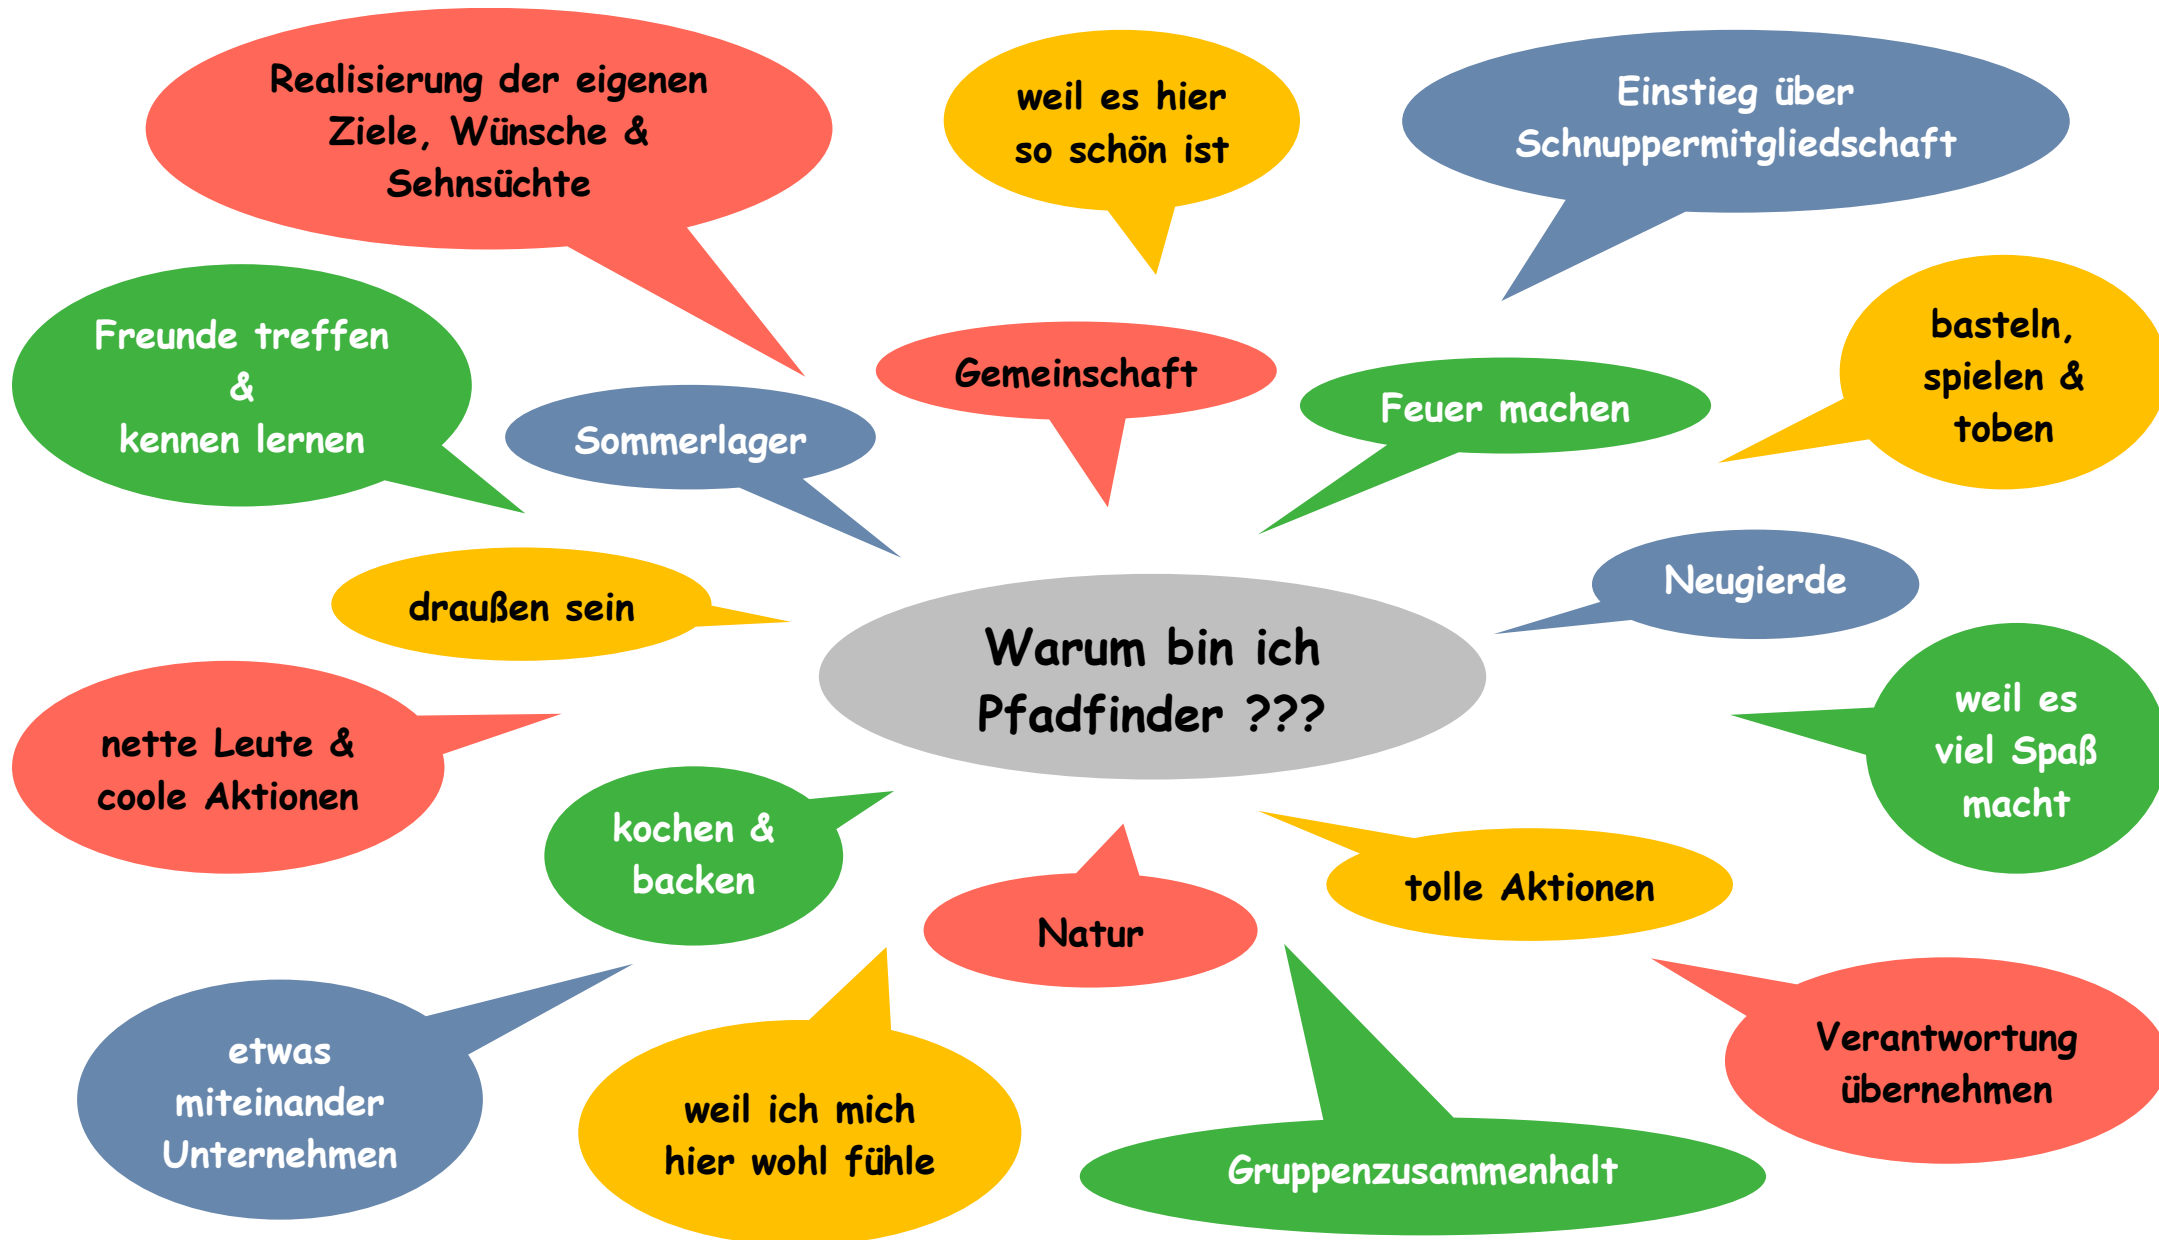 Realisierung der eigenen
Ziele, Wünsche &
Sehnsüchte
weil es hier
so schön ist
Einstieg über
Schnuppermitgliedschaft
Freunde treffen
&
kennen lernen
Sommerlager
Gemeinschaft
Feuer machen
basteln,
spielen &
toben
draußen sein
Neugierde
Warum bin ich
Pfadfinder ???
nette Leute &
coole Aktionen
weil es
viel Spaß
macht
kochen &
backen
Natur
tolle Aktionen
etwas
miteinander
Unternehmen
weil ich mich
hier wohl fühle
Gruppenzusammenhalt
Verantwortung
übernehmen